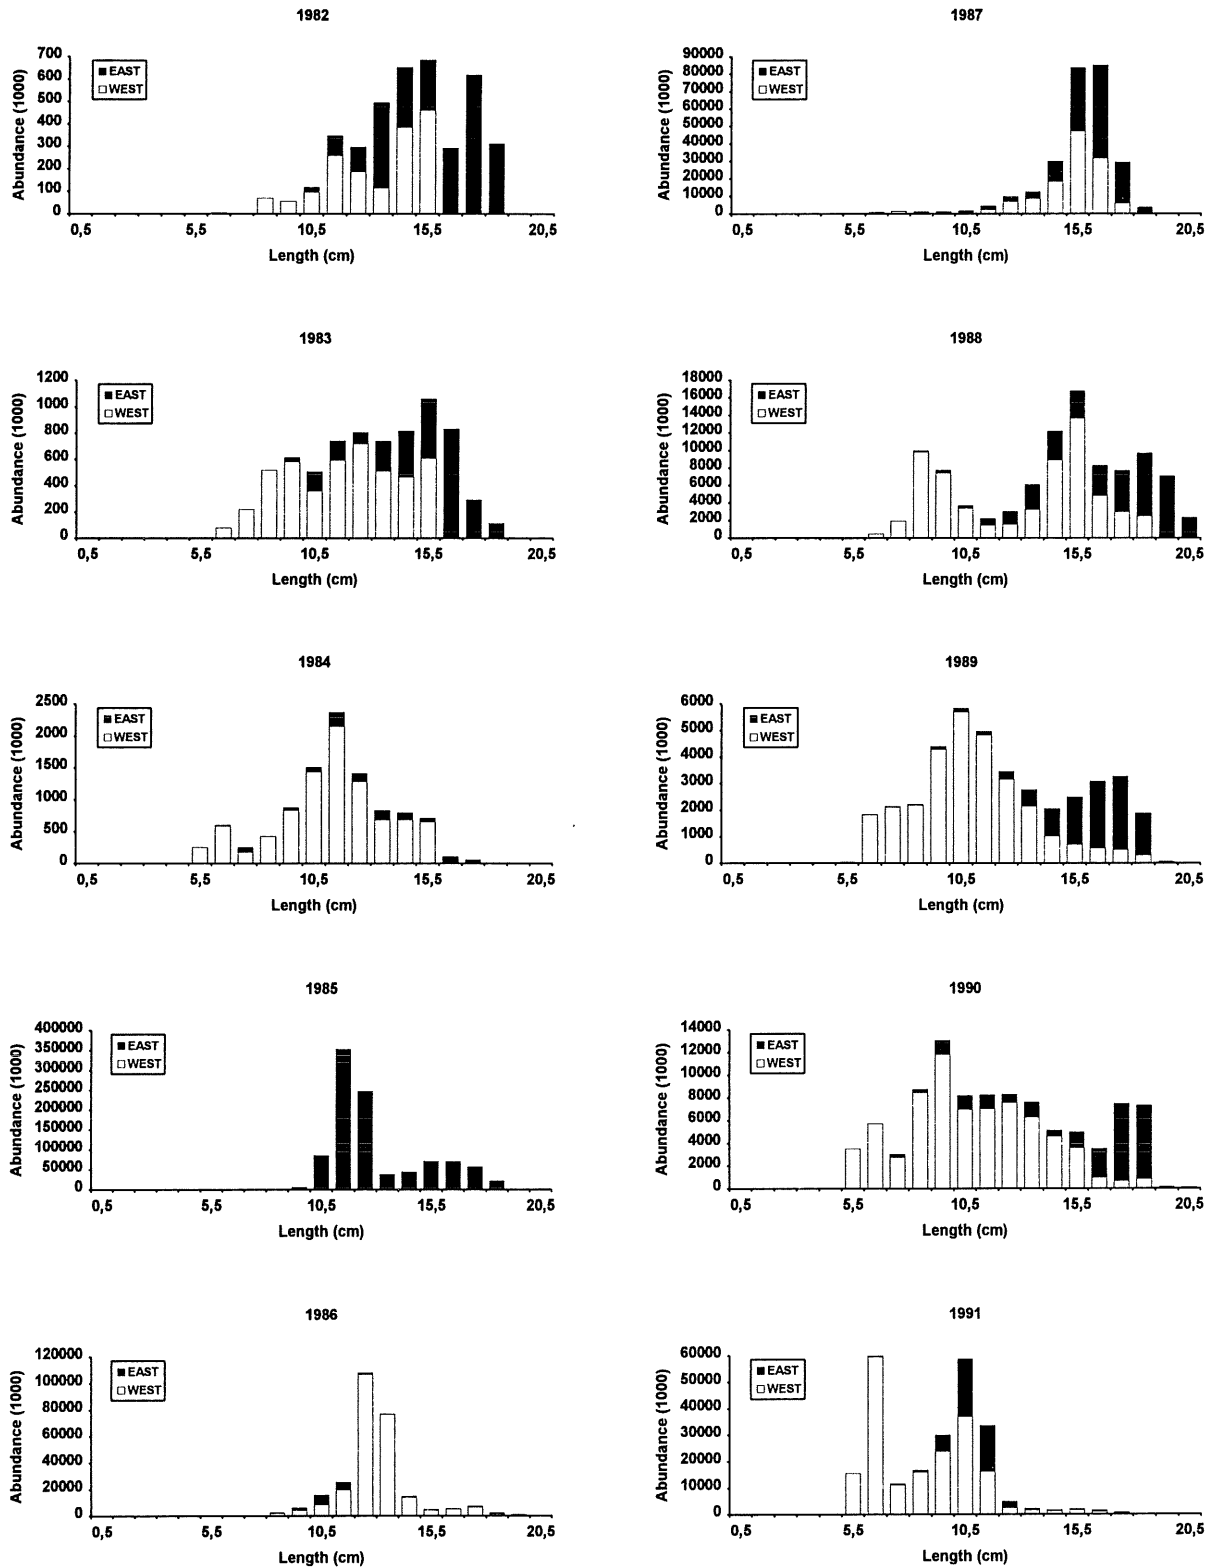 1982
Abundance (1000)
700
600
500
400
300
200
100
0
EAST
WEST
0,5 5,5 10,5 15,5 20,5
Length (cm)
1983
Abundance (1000)
1200
1000
800
600
400
200
0
EAST
WEST
0,5 5,5 10,5 15,5 20,5
Length (cm)
1984
Abundance (1000)
2500
2000
1500
1000
500
0
EAST
WEST
0,5 5,5 10,5 15,5 20,5
Length (cm)
1985
Abundance (1000)
400000
350000
300000
250000
200000
150000
100000
50000
0
EAST
WEST
0,5 5,5 10,5 15,5 20,5
Length (cm)
1986
Abundance (1000)
120000
100000
80000
60000
40000
20000
0
EAST
WEST
0,5 5,5 10,5 15,5 20,5
Length (cm)
1987
Abundance (1000)
90000
80000
70000
60000
50000
40000
30000
20000
10000
0
EAST
WEST
0,5 5,5 10,5 15,5 20,5
Length (cm)
1988
Abundance (1000)
18000
16000
14000
12000
10000
8000
6000
4000
2000
0
EAST
WEST
0,5 5,5 10,5 15,5 20,5
Length (cm)
1989
Abundance (1000)
6000
5000
4000
3000
2000
1000
0
EAST
WEST
0,5 5,5 10,5 15,5 20,5
Length (cm)
1990
Abundance (1000)
14000
12000
10000
8000
6000
4000
2000
0
EAST
WEST
0,5 5,5 10,5 15,5 20,5
Length (cm)
1991
Abundance (1000)
60000
50000
40000
30000
20000
10000
0
EAST
WEST
0,5 5,5 10,5 15,5 20,5
Length (cm)